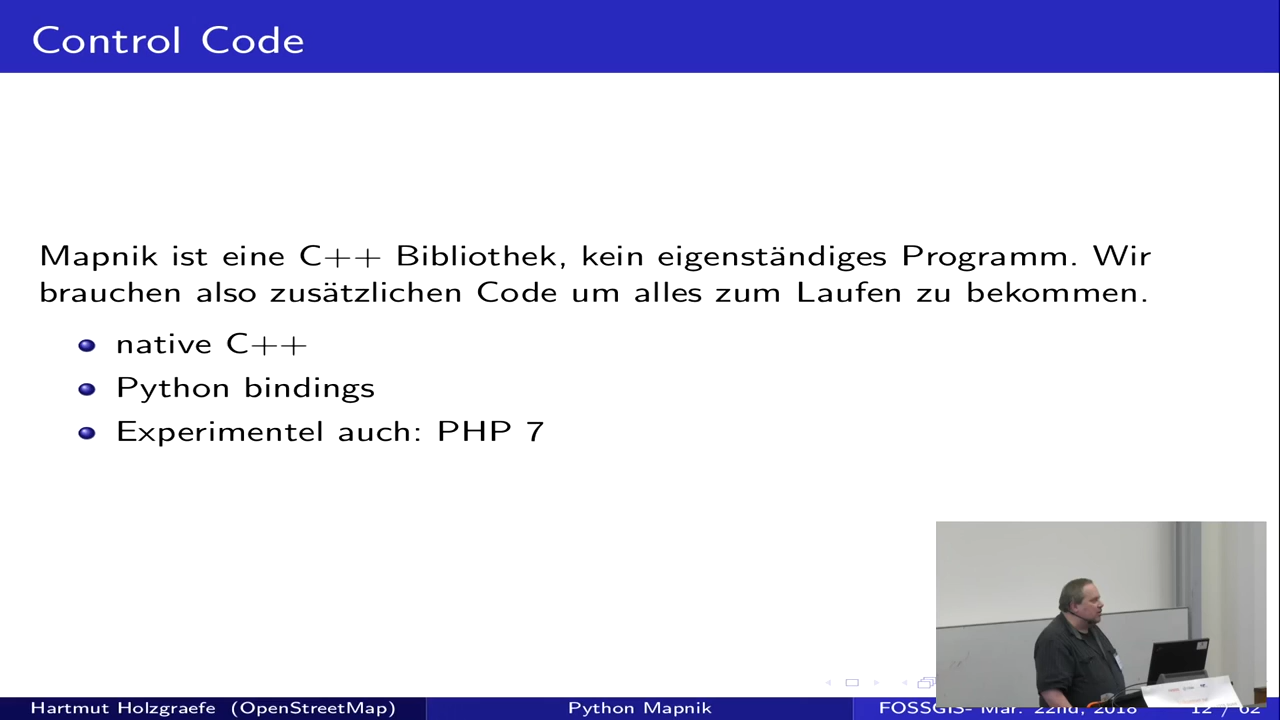 Control Code
Mapnik ist eine C++ Bibliothek, kein eigenständiges Programm. Wir
brauchen also zusätzlichen Code um alles zum Laufen zu bekommen.
native C++
Python bindings
Experimentel auch: PHP 7
Hartmut Holzgraefe (OpenStreetMap)
Python Mapnik
FOSSGIS- Mar. 22nd, 2018
12 / 62